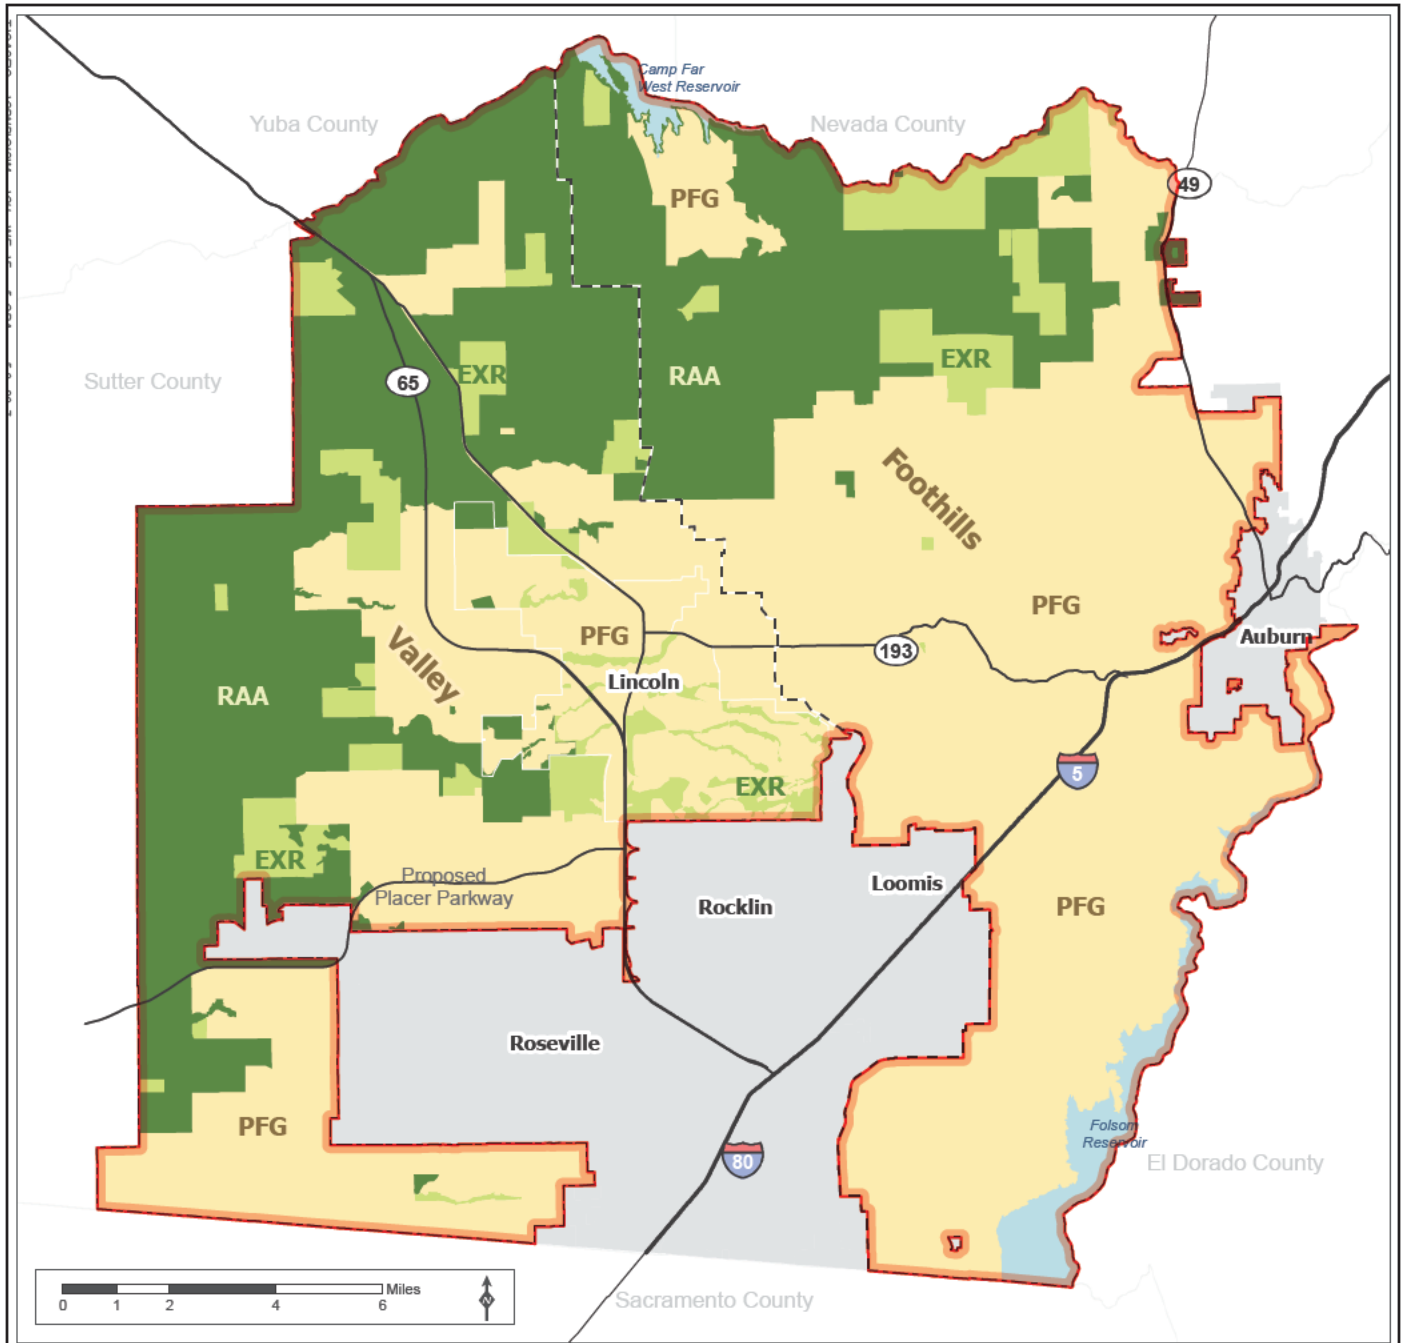 Camp Far
West Reservoir
Yuba County
Nevada County
49
PFG
EXR
RAA
EXR
65
Sutter County
Foothills
PFG
PFG
Valley
193
Auburn
Lincoln
RAA
5
EXR
EXR
Proposed
Placer Parkway
Loomis
Rocklin
PFG
Roseville
PFG
Folsom
Reservoir
80
El Dorado County
N
Miles
0 1 2 4 6
Sacramento County